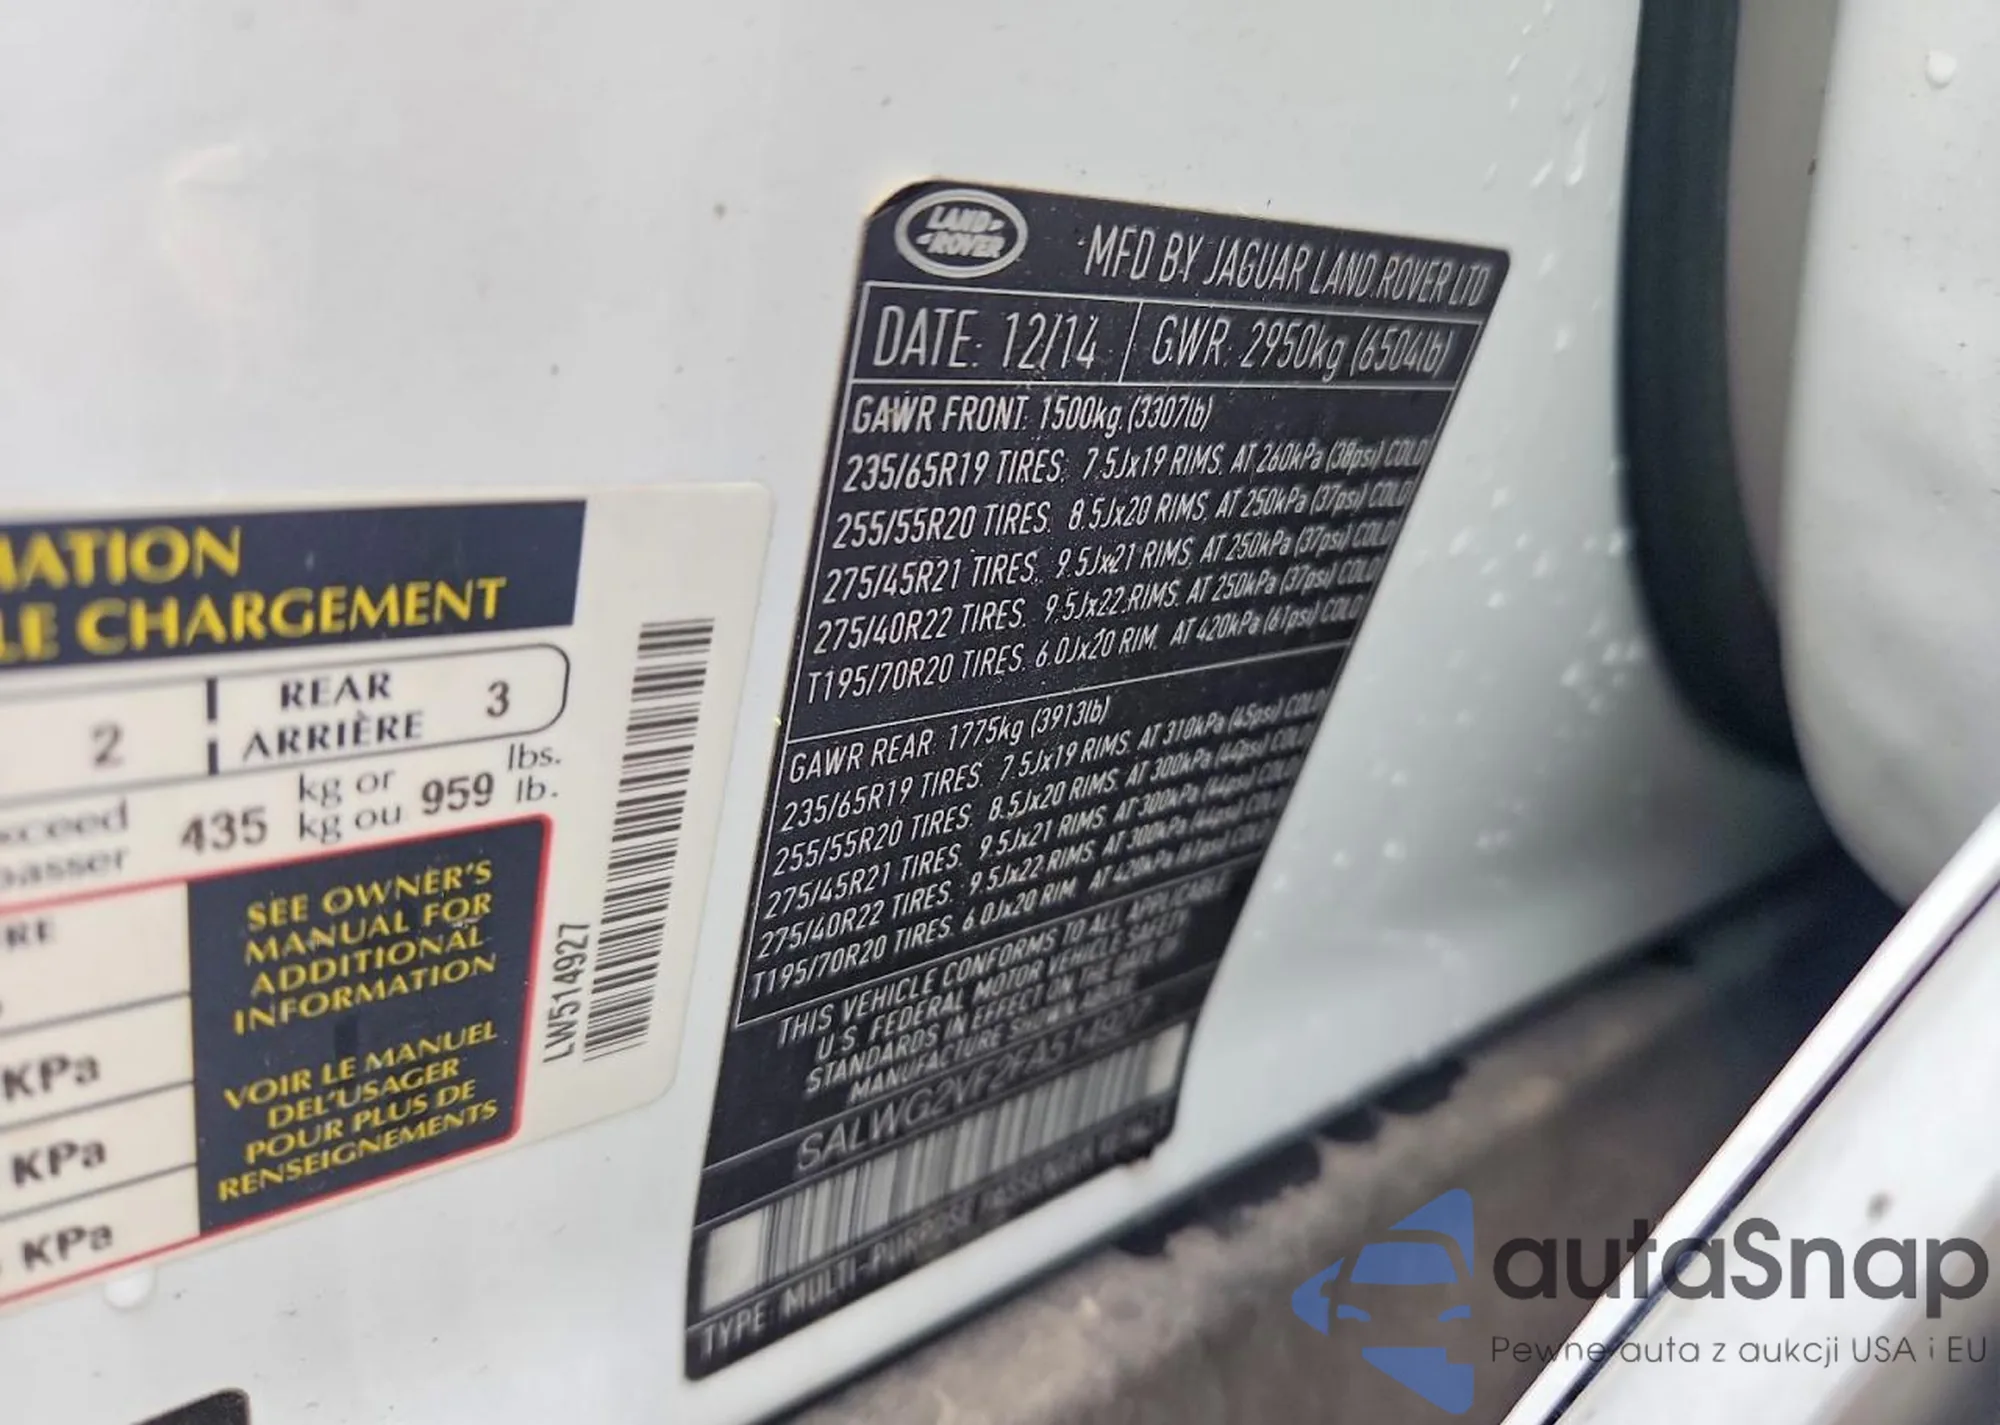 LAND
ROVER
MFD BY JAGUAR LAND ROVER LTD
DATE: 12/14
GWR: 2950kg (6504lb)
GAWR FRONT: 1500kg. (3307lb)
235/65R19 TIRES; 7.5Jx19 RIMS, AT 260kPa (38psi) COLD
255/55R20 TIRES, 8.5Jx20 RIMS, AT 250kPa (37psi) COLD
275/45R21 TIRES, 9.5Jx21 RIMS, AT 250kPa (37psi) COLD
275/40R22 TIRES, 9.5Jx22 RIMS, AT 250kPa (37psi) COLD
T195/70R20 TIRES, 6.0Jx20 RIM, AT 420kPa (61psi) COLD
GAWR REAR: 1775kg (3913lb)
235/65R19 TIRES, 7.5Jx19 RIMS, AT 310kPa (45psi) COLD
255/55R20 TIRES, 8.5Jx20 RIMS, AT 300kPa (44psi) COLD
275/45R21 TIRES, 9.5Jx21 RIMS, AT 300kPa (44psi) COLD
275/40R22 TIRES, 9.5Jx22 RIMS, AT 300kPa (44psi) COLD
T195/70R20 TIRES, 6.0Jx20 RIM, AT 420kPa (61psi) COLD
THIS VEHICLE CONFORMS TO ALL APPLICABLE
U.S. FEDERAL MOTOR VEHICLE SAFETY
STANDARDS IN EFFECT ON THE DATE OF
MANUFACTURE SHOWN ABOVE
SALWG2VF2FA514927
TYPE: MULTI-PURPOSE PASSENGER
MATION
LE CHARGEMENT
2
REAR
ARRIÈRE
3
xceed
passer
435
kg or
kg ou
959
lbs.
lb.
RE
KPa
KPa
KPa
SEE OWNER'S
MANUAL FOR
ADDITIONAL
INFORMATION
VOIR LE MANUEL
DEL'USAGER
POUR PLUS DE
RENSEIGNEMENTS
LW514927
autaSnap
Pewne auta z aukcji USA i EU